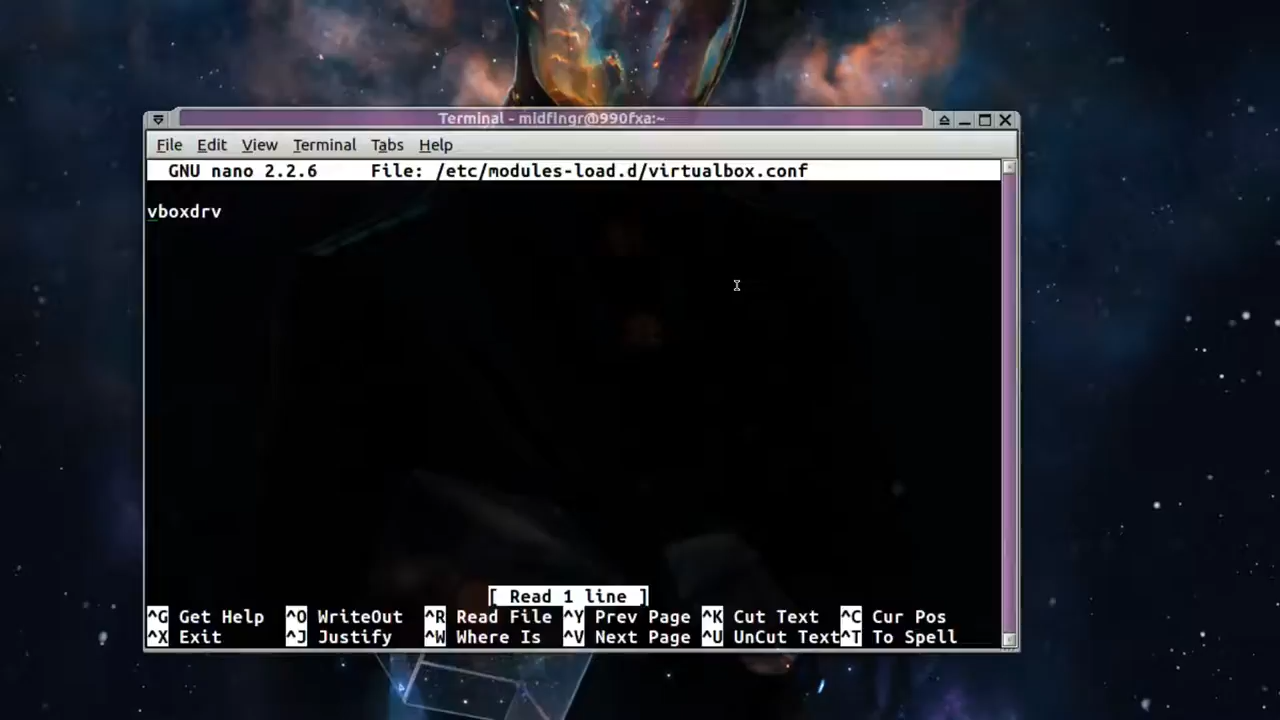 Terminal - midfingr@990fxa:~
File Edit View Terminal Tabs Help
GNU nano 2.2.6 File: /etc/modules-load.d/virtualbox.conf
vboxdrv
[ Read 1 line ]
^G Get Help ^O WriteOut ^R Read File ^Y Prev Page ^K Cut Text ^C Cur Pos
^X Exit ^J Justify ^W Where Is ^V Next Page ^U UnCut Text^T To Spell